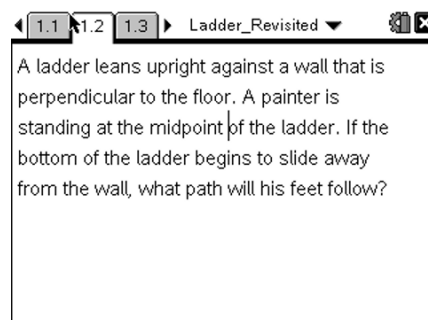 1.1 1.2 1.3 Ladder_Revisited
A ladder leans upright against a wall that is
perpendicular to the floor. A painter is
standing at the midpoint of the ladder. If the
bottom of the ladder begins to slide away
from the wall, what path will his feet follow?